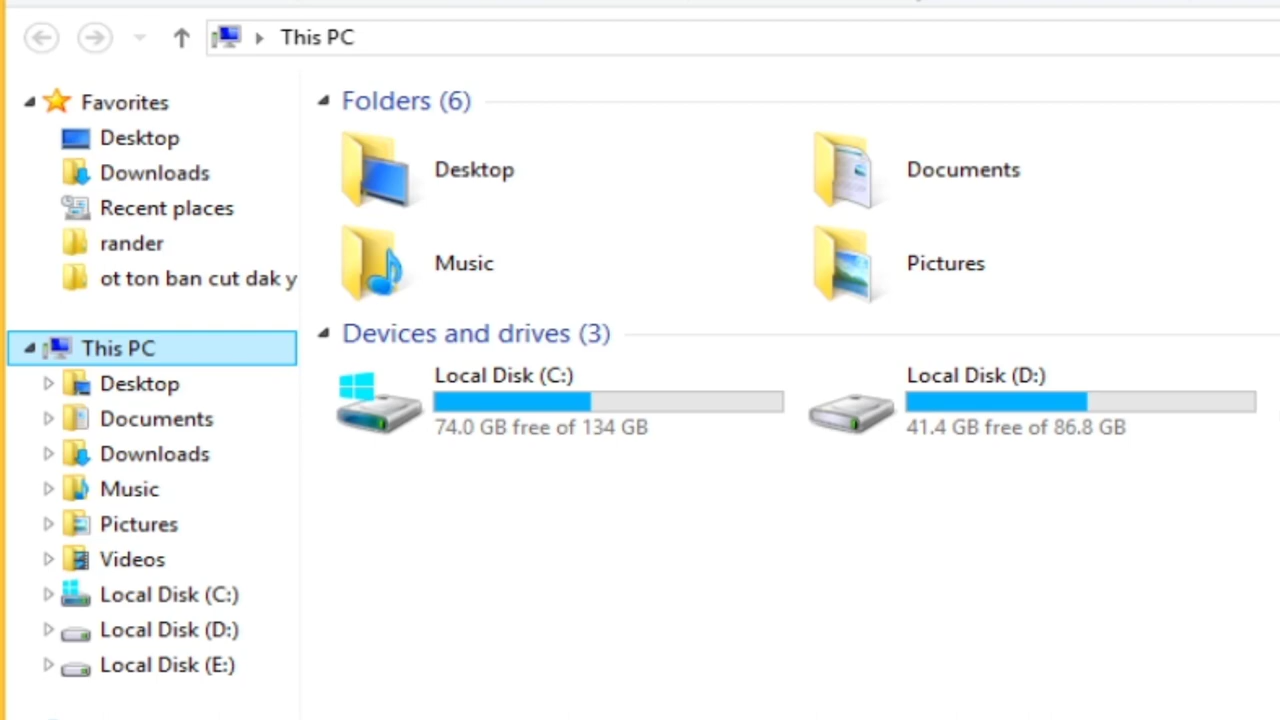 This PC
Favorites
Desktop
Downloads
Recent places
rander
ot ton ban cut dak y
This PC
Desktop
Documents
Downloads
Music
Pictures
Videos
Local Disk (C:)
Local Disk (D:)
Local Disk (E:)
Folders (6)
Desktop
Documents
Music
Pictures
Devices and drives (3)
Local Disk (C:)
74.0 GB free of 134 GB
Local Disk (D:)
41.4 GB free of 86.8 GB